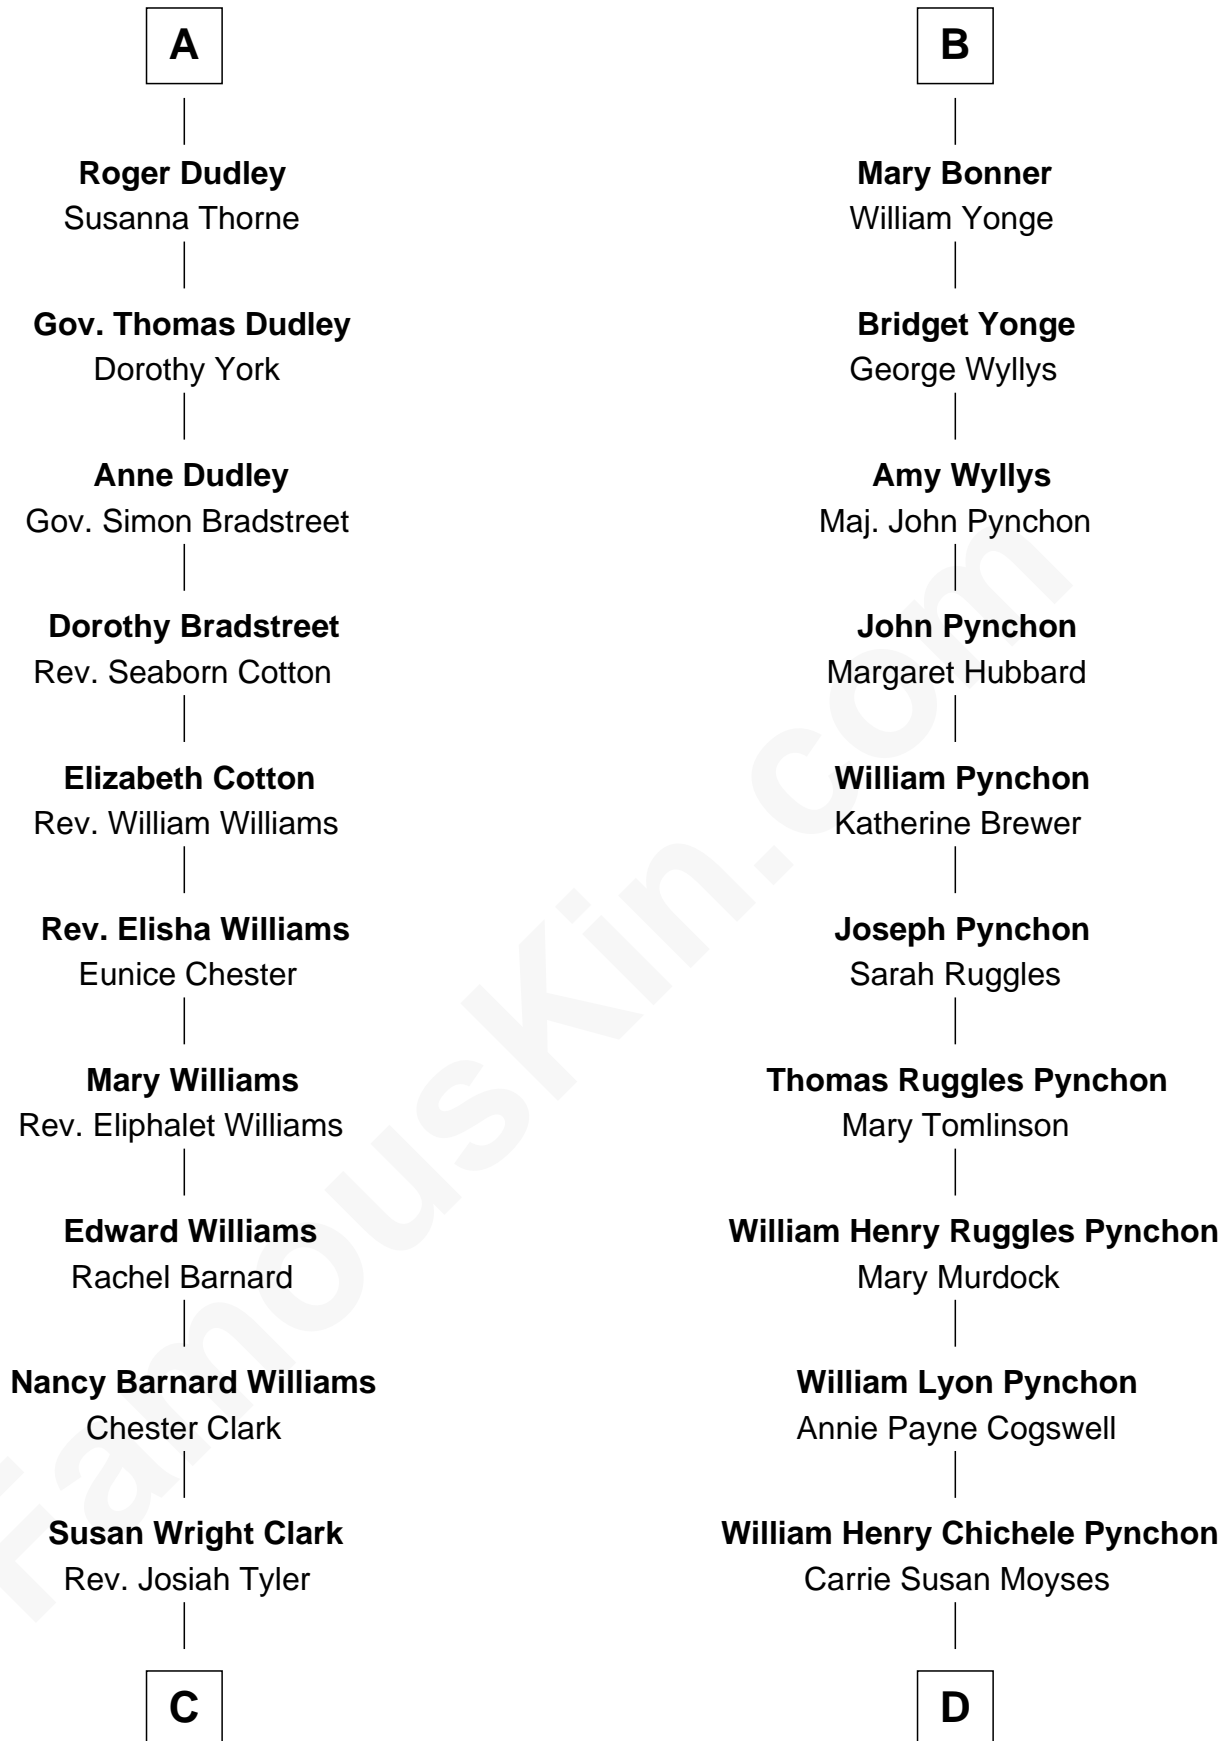 A
Roger Dudley
Susanna Thorne
Gov. Thomas Dudley
Dorothy York
Anne Dudley
Gov. Simon Bradstreet
Dorothy Bradstreet
Rev. Seaborn Cotton
Elizabeth Cotton
Rev. William Williams
Rev. Elisha Williams
Eunice Chester
Mary Williams
Rev. Eliphalet Williams
Edward Williams
Rachel Barnard
Nancy Barnard Williams
Chester Clark
Susan Wright Clark
Rev. Josiah Tyler
C
B
Mary Bonner
William Yonge
Bridget Yonge
George Wyllys
Amy Wyllys
Maj. John Pynchon
John Pynchon
Margaret Hubbard
William Pynchon
Katherine Brewer
Joseph Pynchon
Sarah Ruggles
Thomas Ruggles Pynchon
Mary Tomlinson
William Henry Ruggles Pynchon
Mary Murdock
William Lyon Pynchon
Annie Payne Cogswell
William Henry Chichele Pynchon
Carrie Susan Moyses
D
FamousKin.com